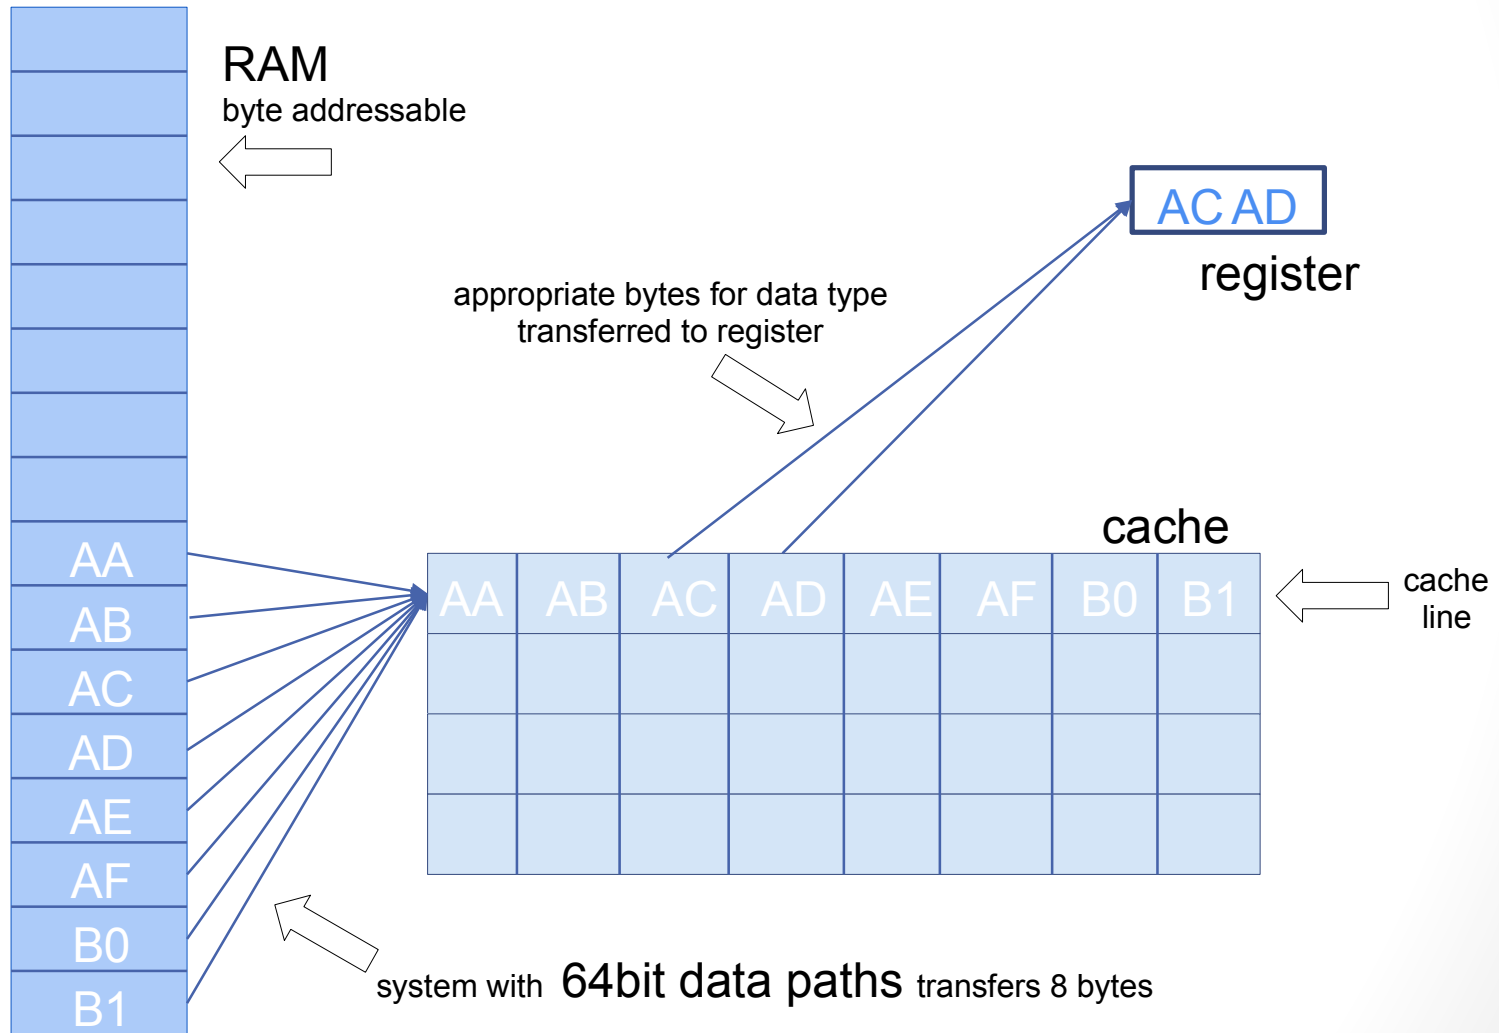 RAM
byte addressable
AC AD
register
appropriate bytes for data type
transferred to register
cache
AA
AB
AC
AD
AE
AF
B0
B1
AA AB AC AD AE AF B0 B1
cache
line
system with 64bit data paths transfers 8 bytes